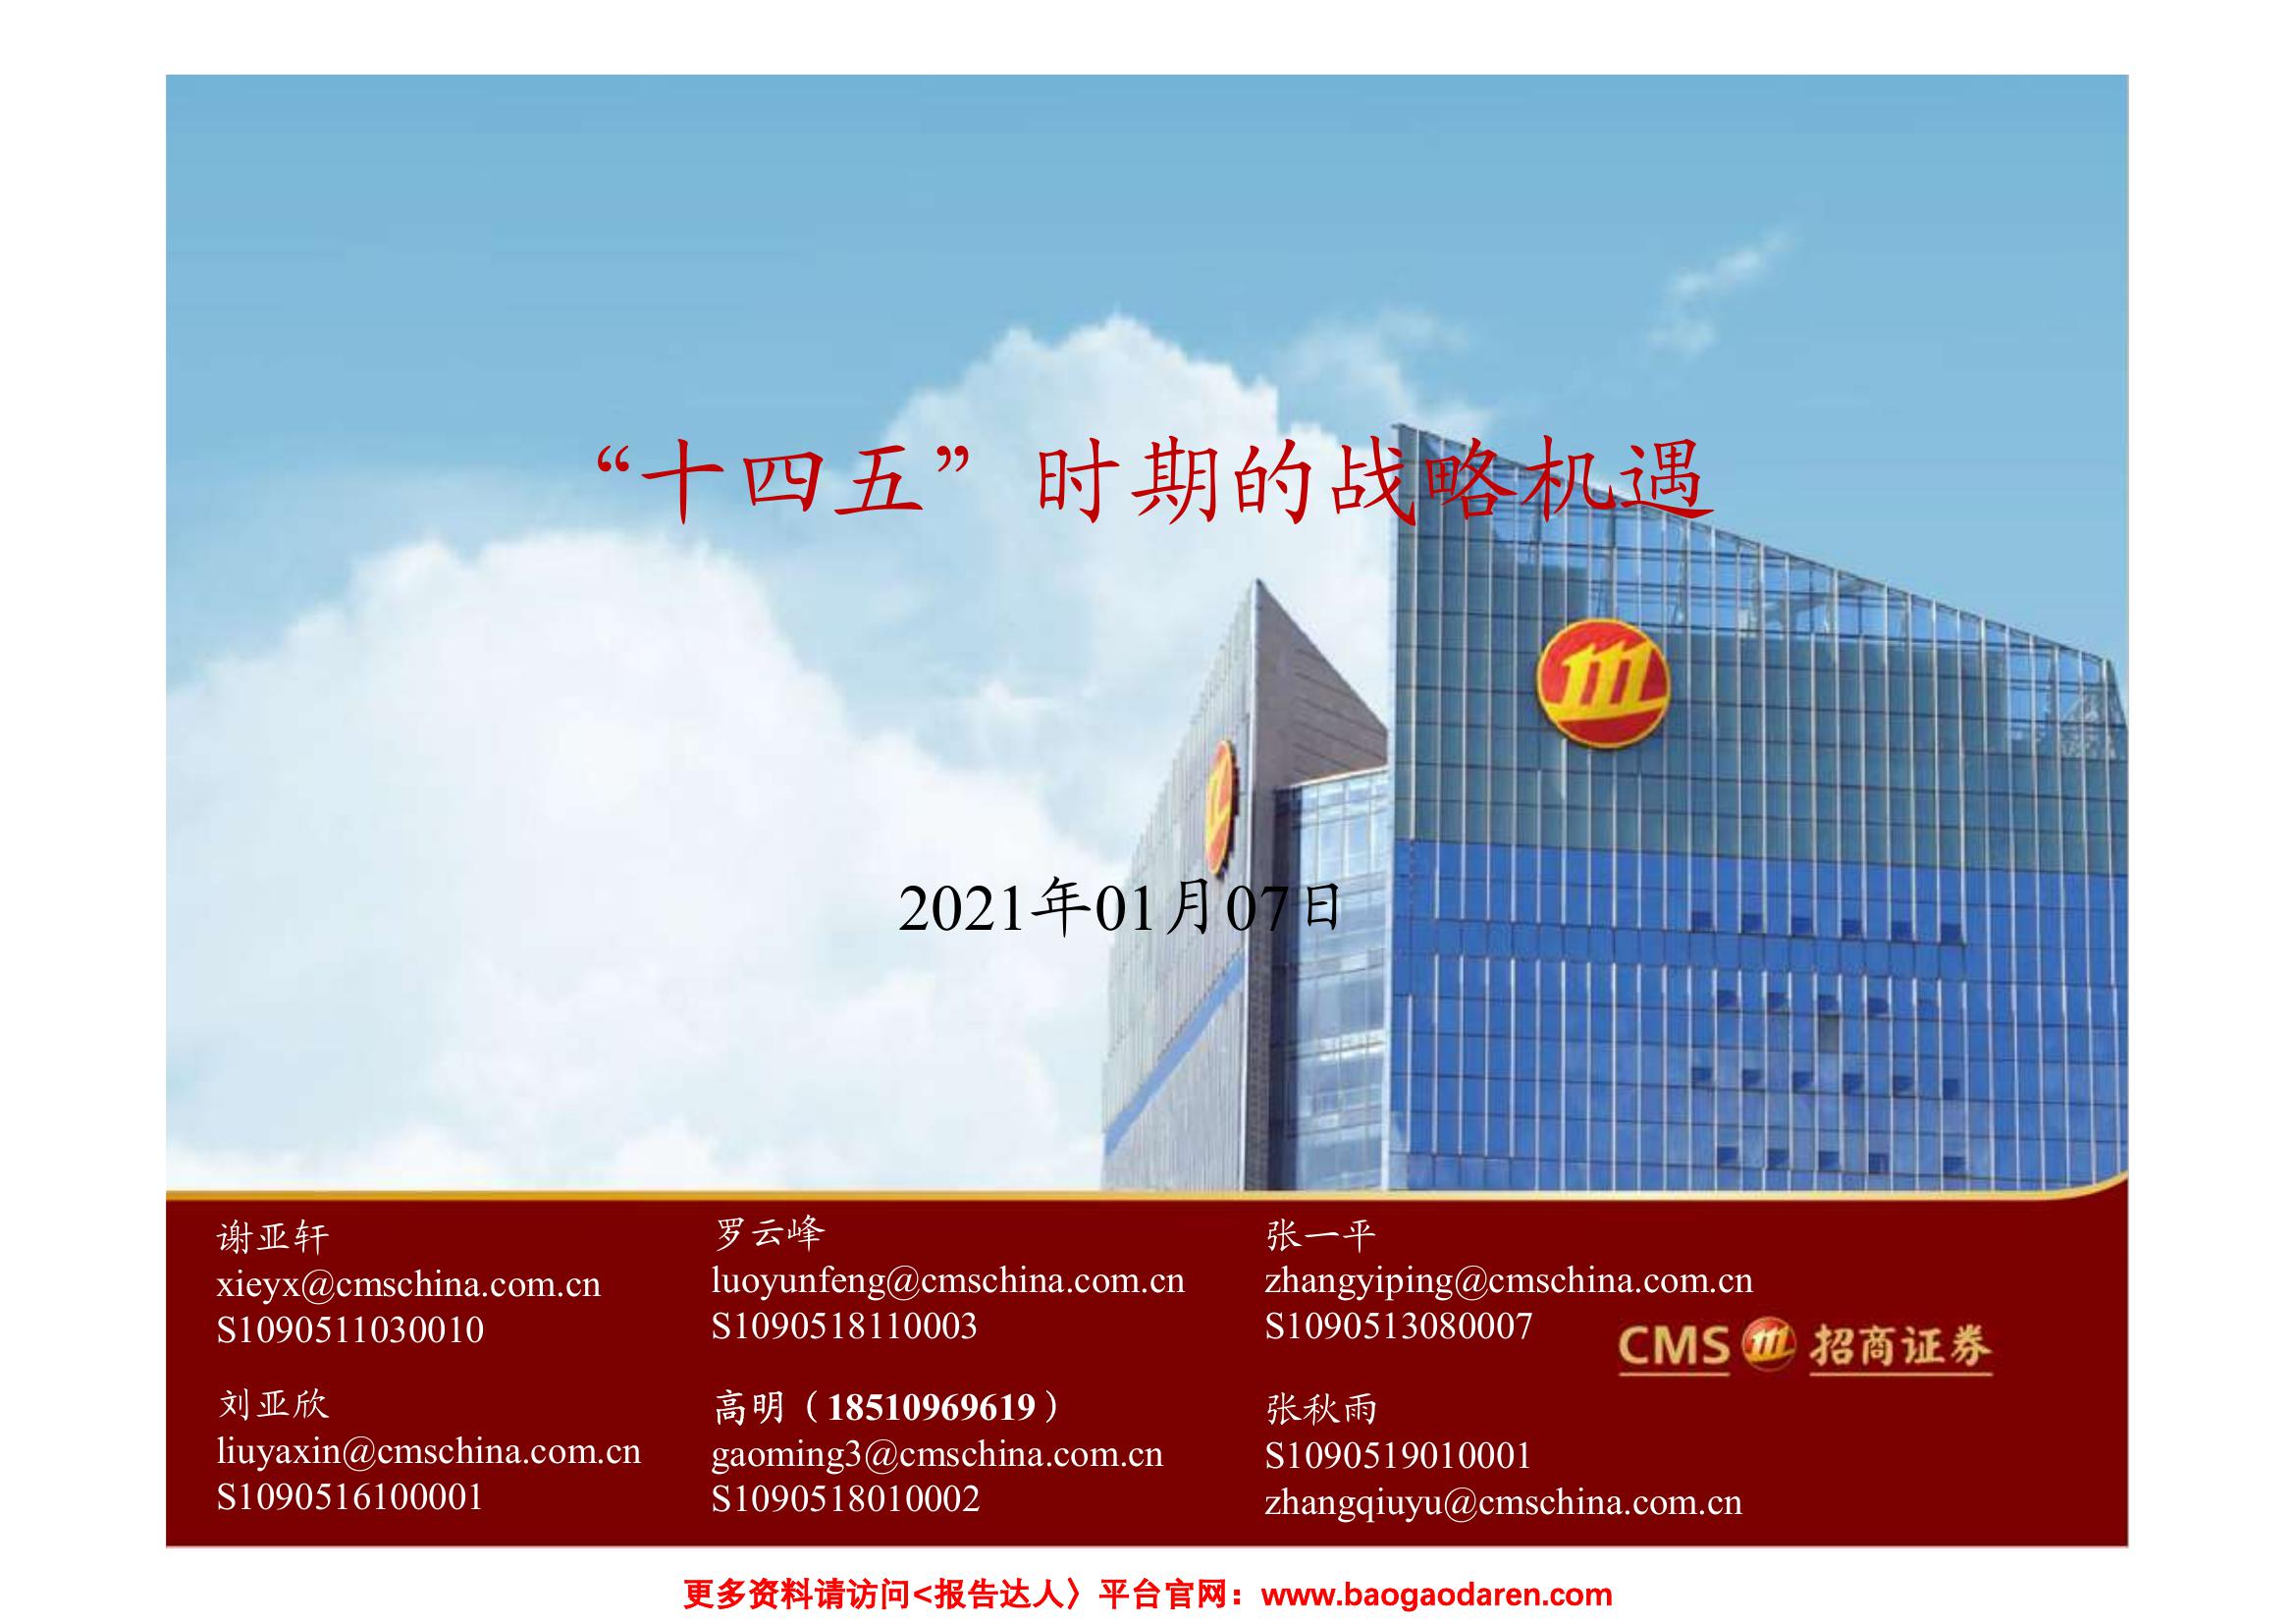 “十四五”时期的战略机遇
2021年01月07日
谢亚轩
xieyx@cmschina.com.cn
S1090511030010
罗云峰
luoyunfeng@cmschina.com.cn
S1090518110003
张一平
zhangyiping@cmschina.com.cn
S1090513080007
CMS 招商证券
刘亚欣
liuyaxin@cmschina.com.cn
S1090516100001
高明（18510969619）
gaoming3@cmschina.com.cn
S1090518010002
张秋雨
S1090519010001
zhangqiuyu@cmschina.com.cn
更多资料请访问<报告达人〉平台官网：www.baogaodaren.com